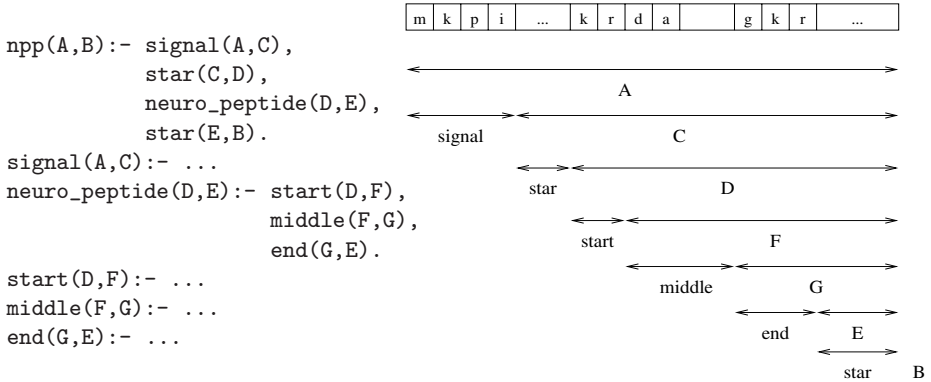 m k p i ... k r d a g k r ...
npp(A,B):- signal(A,C),
star(C,D),
neuro_peptide(D,E),
star(E,B).
signal(A,C):- ...
neuro_peptide(D,E):- start(D,F),
middle(F,G),
end(G,E).
start(D,F):- ...
middle(F,G):- ...
end(G,E):- ...
A
signal C
star D
start F
middle G
end E
star B